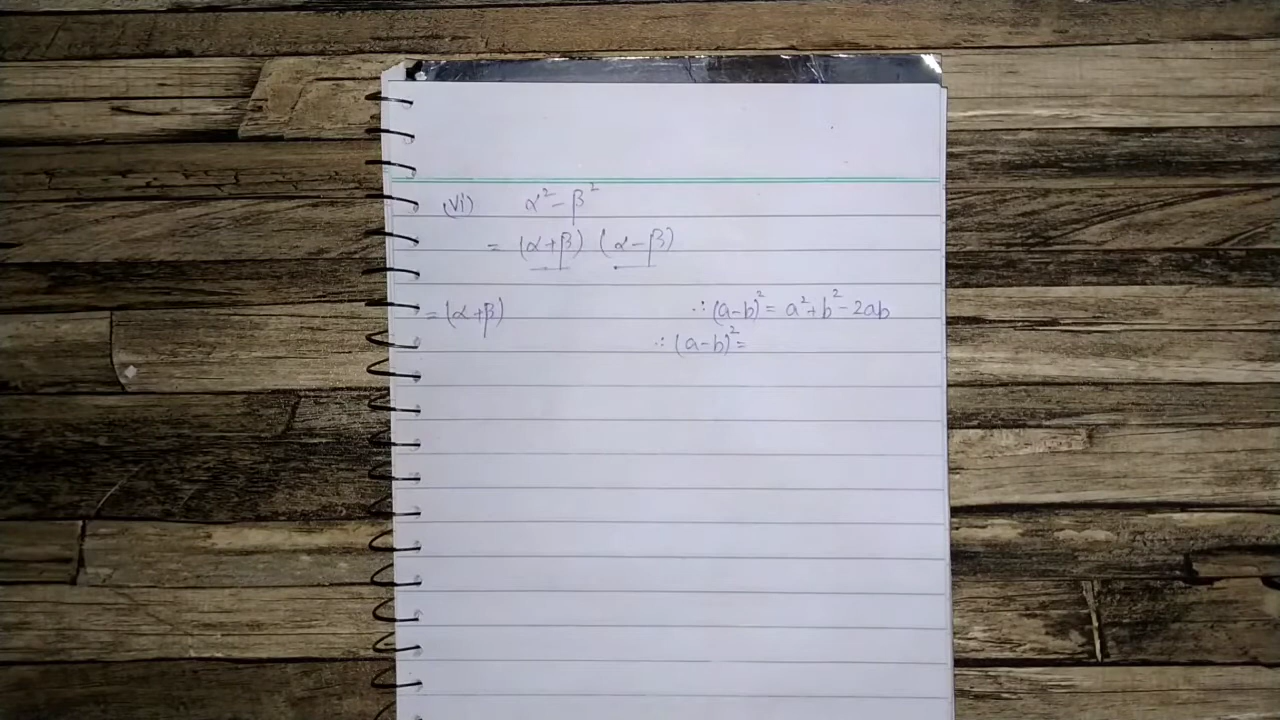 (vi) α² - β²
= (α+β) (α-β)
= (α+β) ∴ (a-b)² = a²+b²-2ab
∴ (a-b)² =